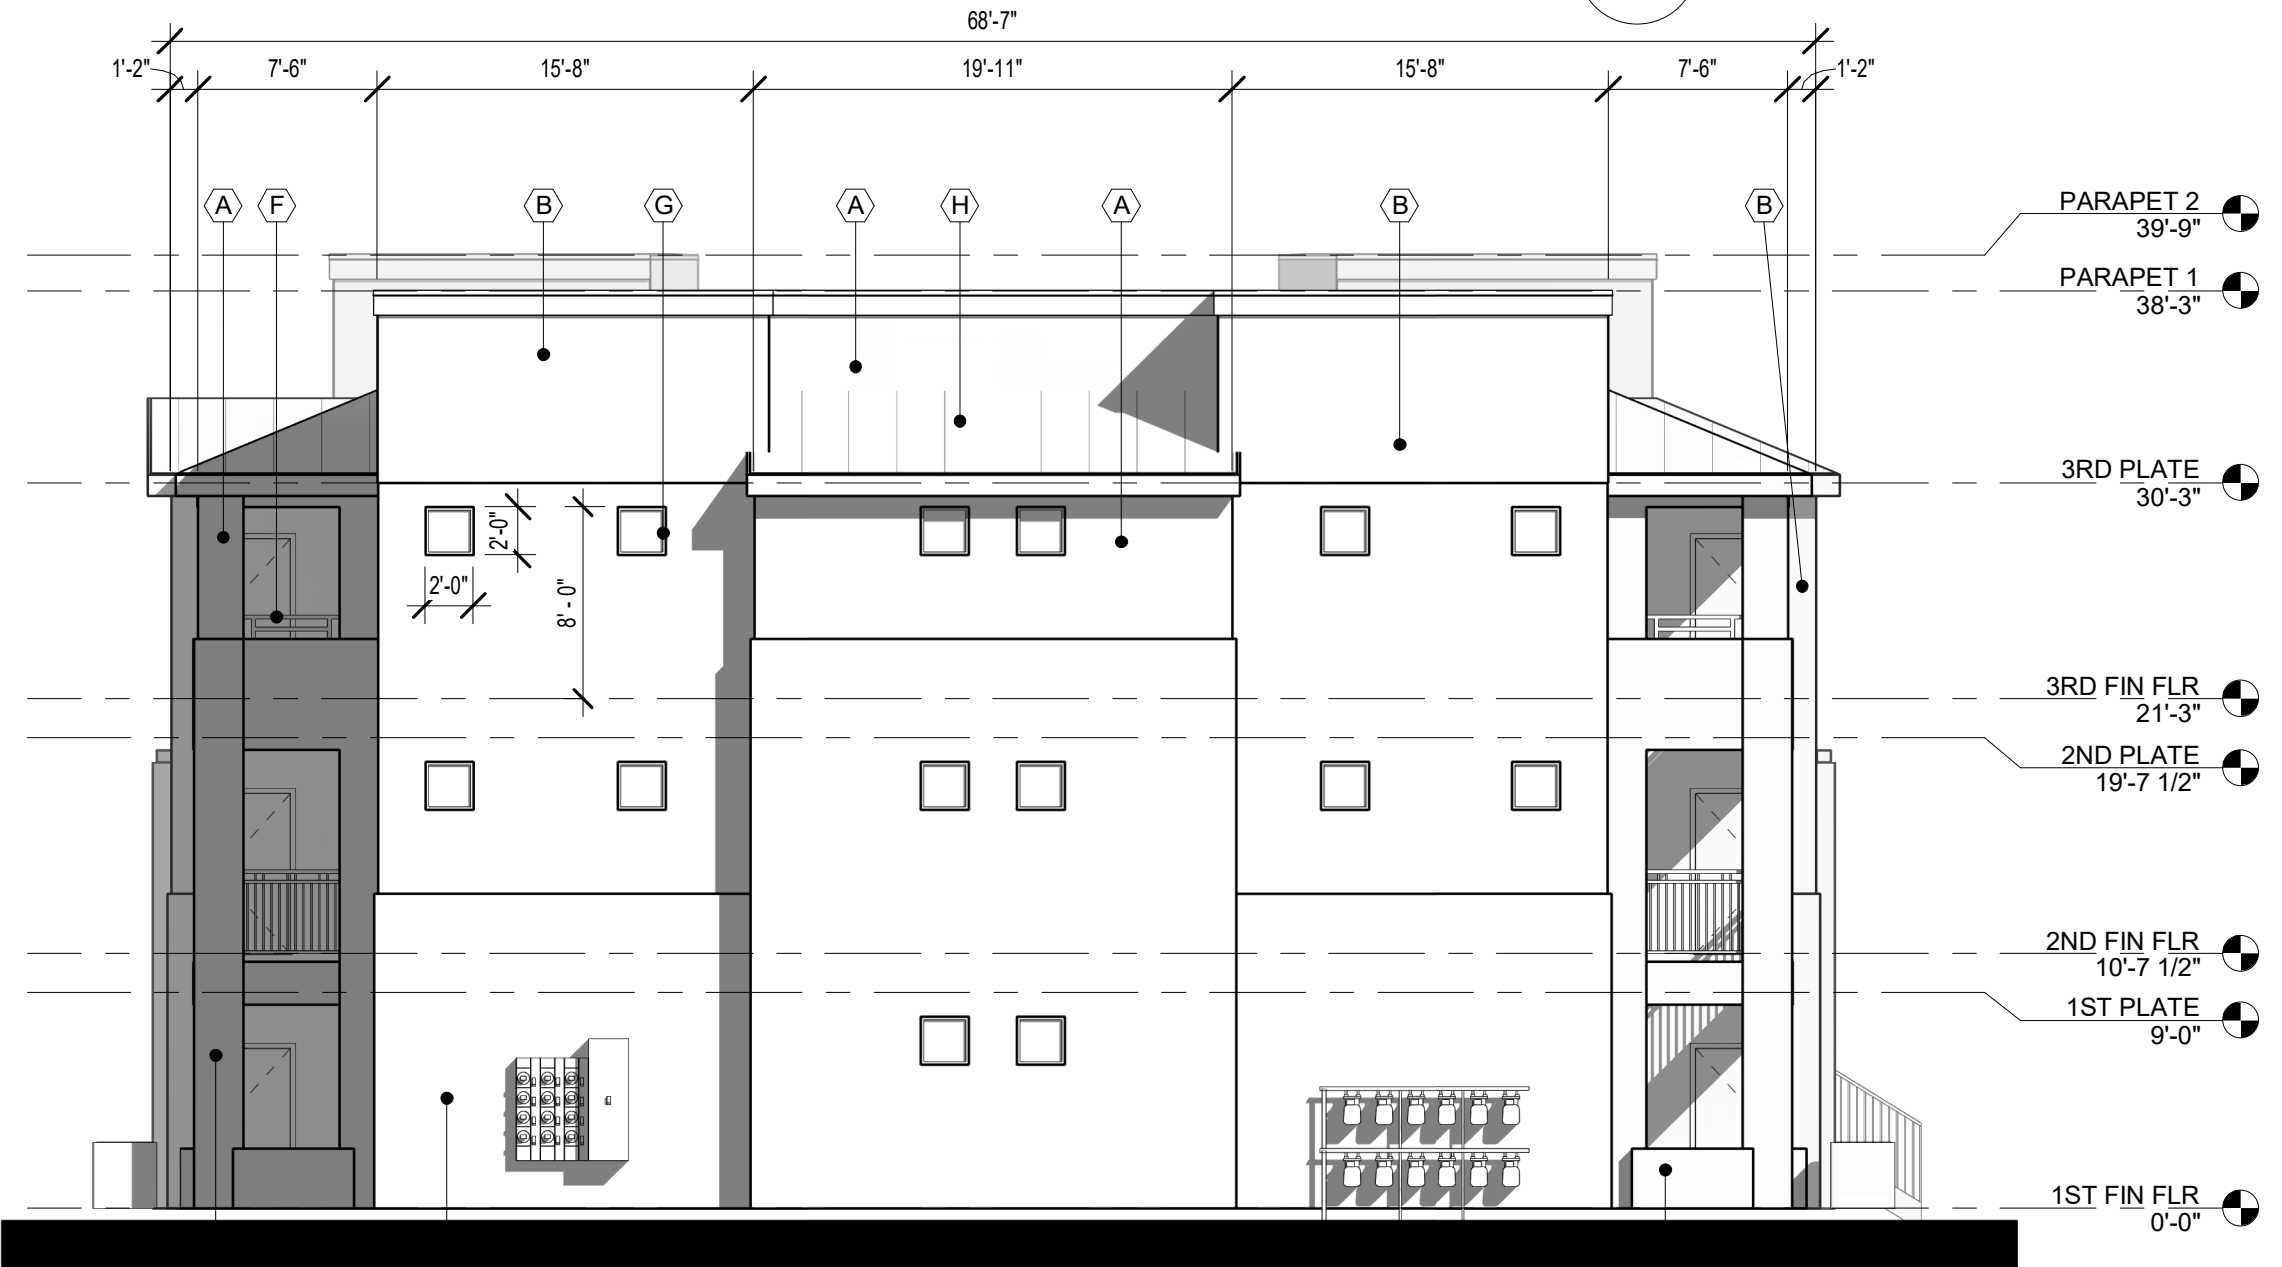 68'-7"
1'-2"
7'-6"
15'-8"
19'-11"
15'-8"
7'-6"
1'-2"
A
F
B
G
A
H
A
B
B
PARAPET 2
39'-9"
PARAPET 1
38'-3"
3RD PLATE
30'-3"
2'-0"
2'-0"
8' - 0"
3RD FIN FLR
21'-3"
2ND PLATE
19'-7 1/2"
2ND FIN FLR
10'-7 1/2"
1ST PLATE
9'-0"
1ST FIN FLR
0'-0"